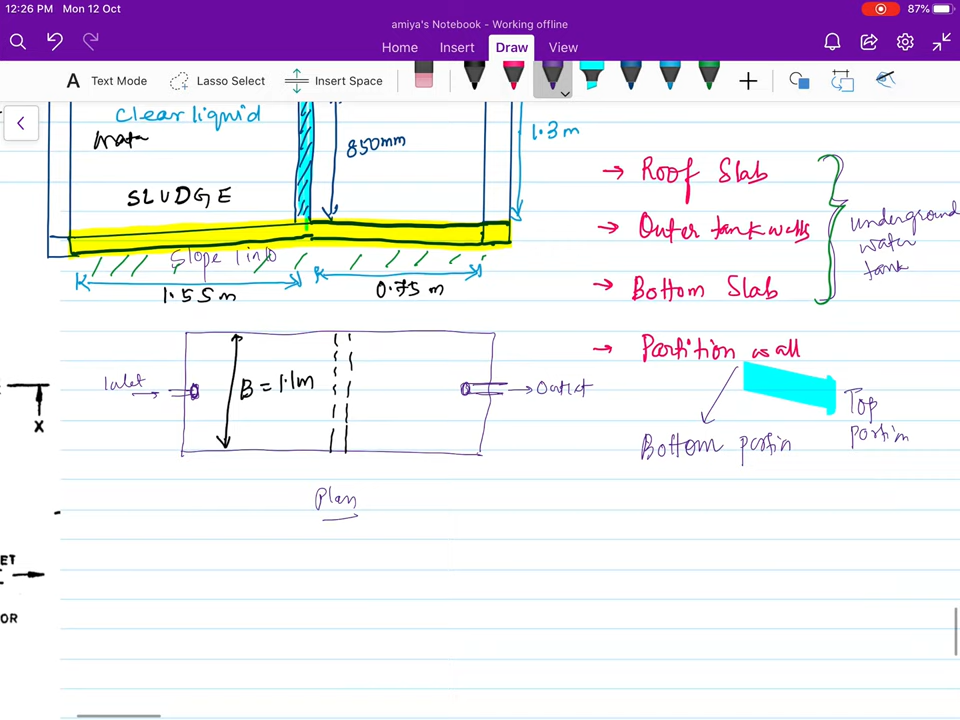 12:26 PM Mon 12 Oct
87%
amiya's Notebook - Working offline
Home Insert Draw View
Text Mode Lasso Select Insert Space
Clear liquid
SLUDGE
850mm
1.3 m
Slope 1 in 10
1.55 m
0.75 m
→ Roof Slab
→ Outer tank walls
→ Bottom Slab
underground
water
tank
→ Partition wall
Bottom portion
Top
portion
Inlet
B = 1.1m
→ Outlet
Plan
X
ET
OR